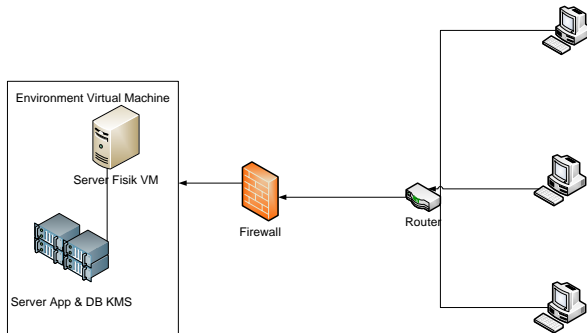 Environment Virtual Machine
Server Fisik VM
Server App & DB KMS
Firewall
Router